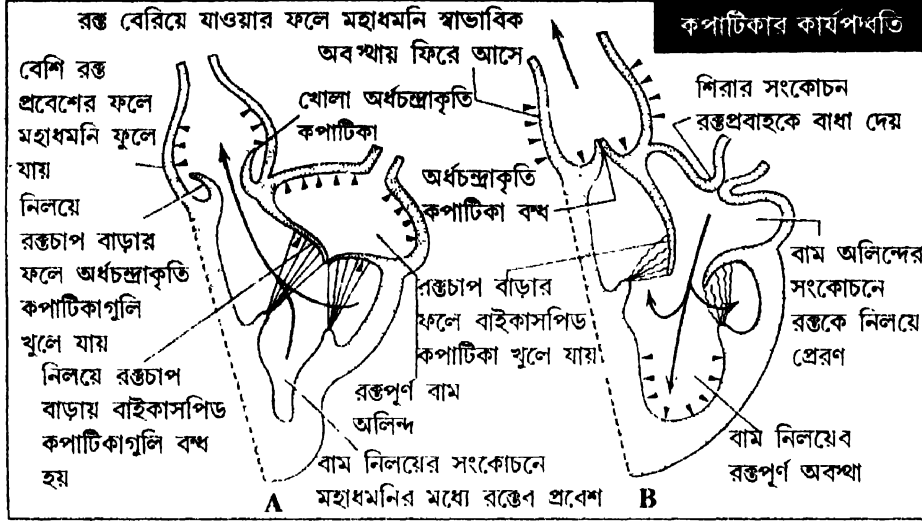 কপাটিকার কার্যপদ্ধতি
রক্ত বেরিয়ে যাওয়ার ফলে মহাধমনি স্বাভাবিক
অবস্থায় ফিরে আসে
বেশি রক্ত
প্রবেশের ফলে
মহাধমনি ফুলে
যায়
খোলা অর্ধচন্দ্রাকৃতি
কপাটিকা
শিরার সংকোচন
রক্তপ্রবাহকে বাধা দেয়
অর্ধচন্দ্রাকৃতি
কপাটিকা বন্ধ
নিলয়ে
রক্তচাপ বাড়ার
ফলে অর্ধচন্দ্রাকৃতি
কপাটিকাগুলি
খুলে যায়
বাম অলিন্দের
সংকোচনে
রক্তকে নিলয়ে
প্রেরণ
রক্তচাপ বাড়ার
ফলে বাইকাসপিড
কপাটিকা খুলে যায়
নিলয়ে রক্তচাপ
বাড়ায় বাইকাসপিড
কপাটিকাগুলি বন্ধ
হয়
রক্তপূর্ণ বাম
অলিন্দ
বাম নিলয়েব
রক্তপূর্ণ অবস্থা
বাম নিলয়ের সংকোচনে
মহাধমনির মধ্যে রক্তেব প্রবেশ
A
B